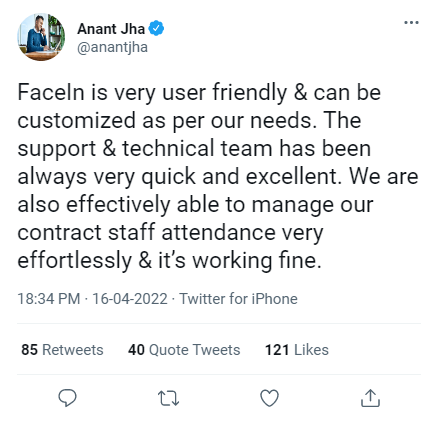 Anant Jha
@anantjha
FaceIn is very user friendly & can be
customized as per our needs. The
support & technical team has been
always very quick and excellent. We are
also effectively able to manage our
contract staff attendance very
effortlessly & it’s working fine.
18:34 PM · 16-04-2022 · Twitter for iPhone
85 Retweets 40 Quote Tweets 121 Likes